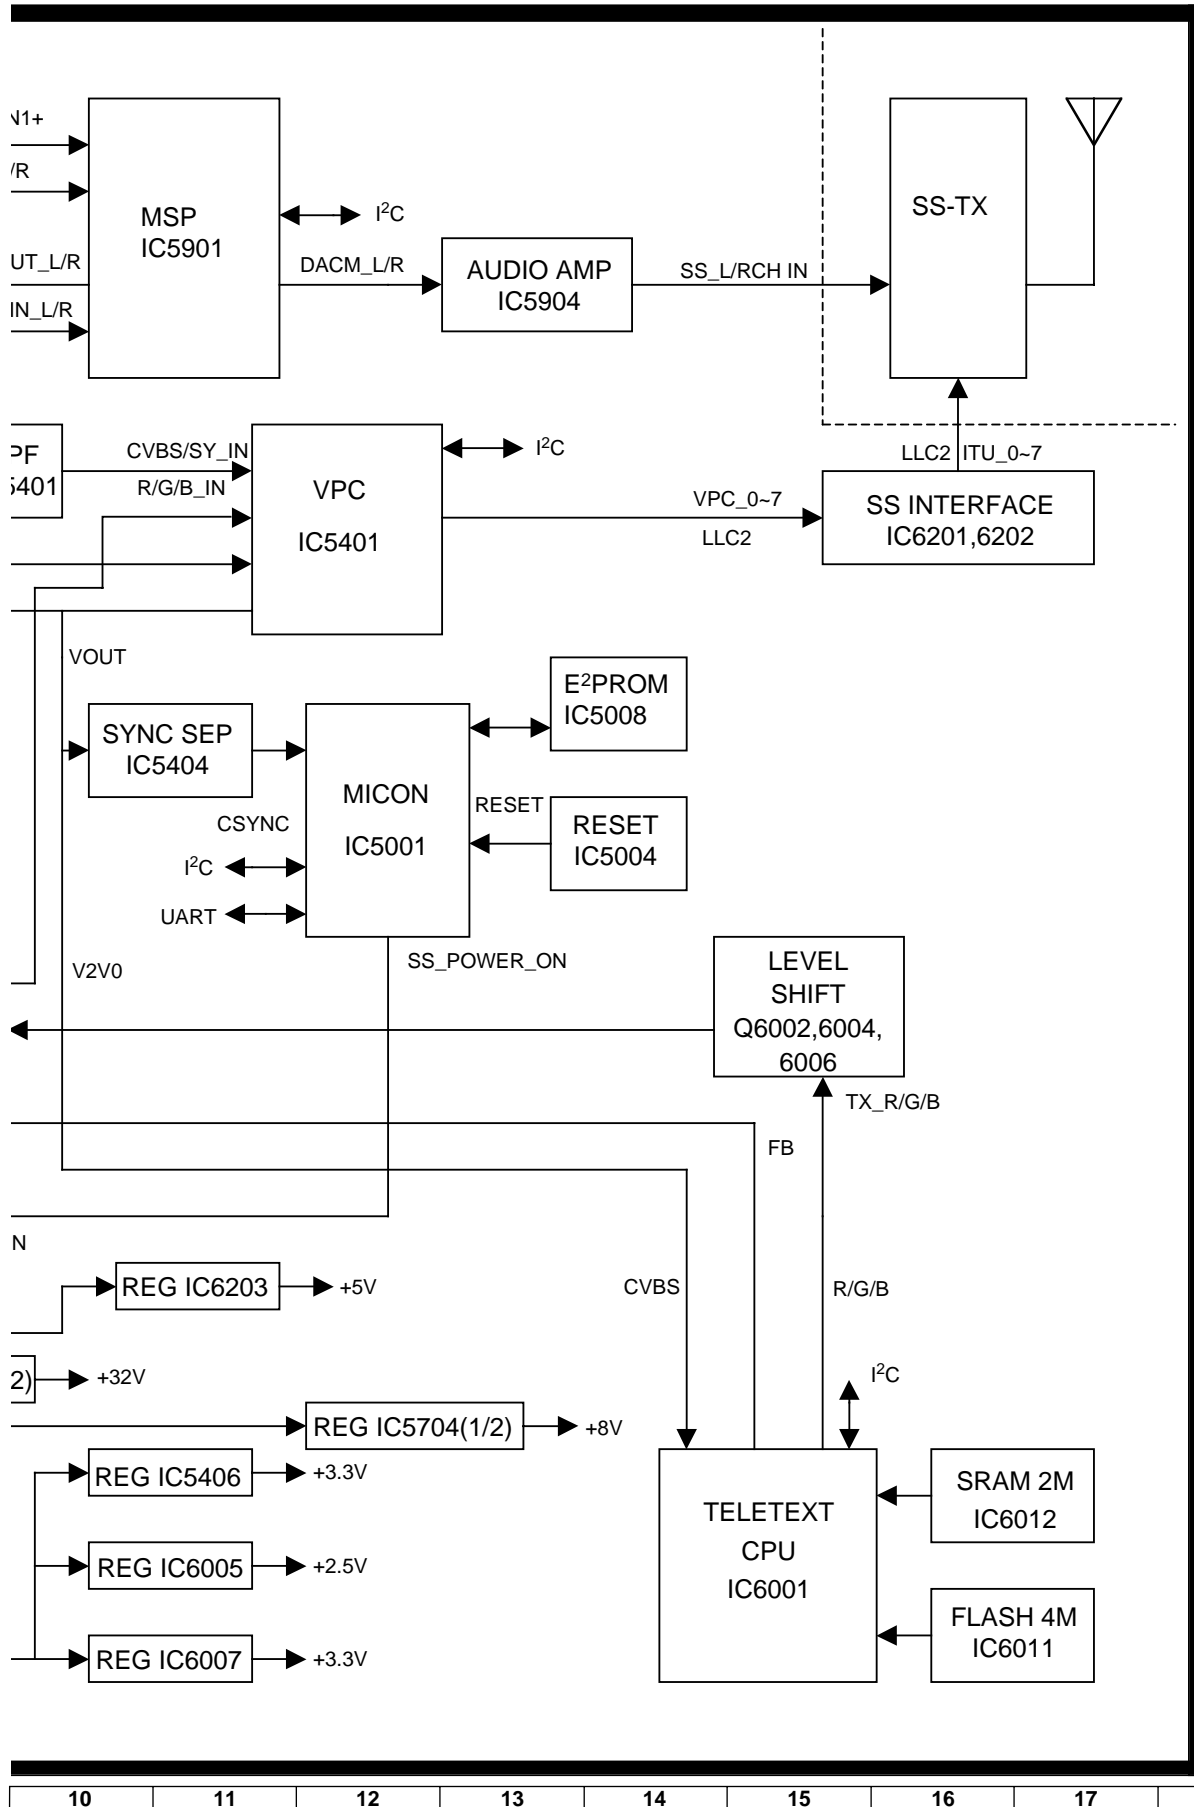 N1+
/R
MSP
IC5901
I²C
UT_L/R
DACM_L/R
IN_L/R
AUDIO AMP
IC5904
SS_L/RCH IN
SS-TX
PF
5401
CVBS/SY_IN
R/G/B_IN
VPC
IC5401
I²C
VPC_0~7
LLC2
LLC2
ITU_0~7
SS INTERFACE
IC6201,6202
VOUT
SYNC SEP
IC5404
CSYNC
MICON
IC5001
E²PROM
IC5008
RESET
RESET
IC5004
I²C
UART
V2V0
SS_POWER_ON
LEVEL
SHIFT
Q6002,6004,
6006
TX_R/G/B
FB
N
REG IC6203
+5V
CVBS
R/G/B
2)
+32V
I²C
REG IC5704(1/2)
+8V
REG IC5406
+3.3V
REG IC6005
+2.5V
REG IC6007
+3.3V
TELETEXT
CPU
IC6001
SRAM 2M
IC6012
FLASH 4M
IC6011
10 11 12 13 14 15 16 17